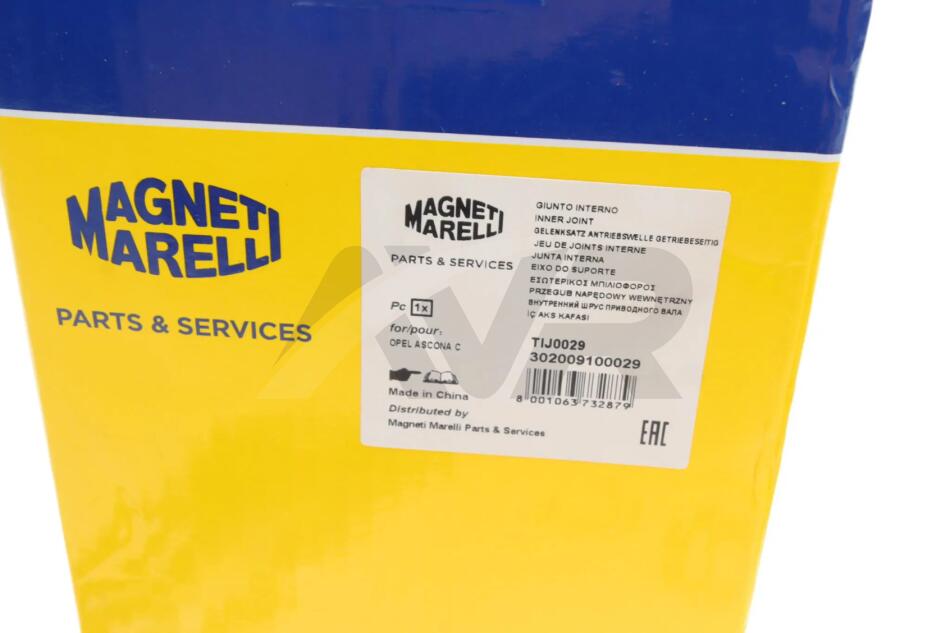 MAGNETI
MARELLI
PARTS & SERVICES
MAGNETI
MARELLI
PARTS & SERVICES
Pc 1x
for/pour:
OPEL ASCONA C
Made in China
Distributed by
Magneti Marelli Parts & Services
GIUNTO INTERNO
INNER JOINT
GELENKSATZ ANTRIEBSWELLE GETRIEBESEITIG
JEU DE JOINTS INTERNE
JUNTA INTERNA
EIXO DO SUPORTE
ΕΣΩΤΕΡΙΚΟΣ ΜΠΙΛΙΟΦΟΡΟΣ
PRZEGUB NAPĘDOWY WEWNĘTRZNY
ВНУТРЕННИЙ ШРУС ПРИВОДНОГО ВАЛА
İÇ AKS KAFASI
TIJ0029
302009100029
8 001063 732879
EAC
AVR